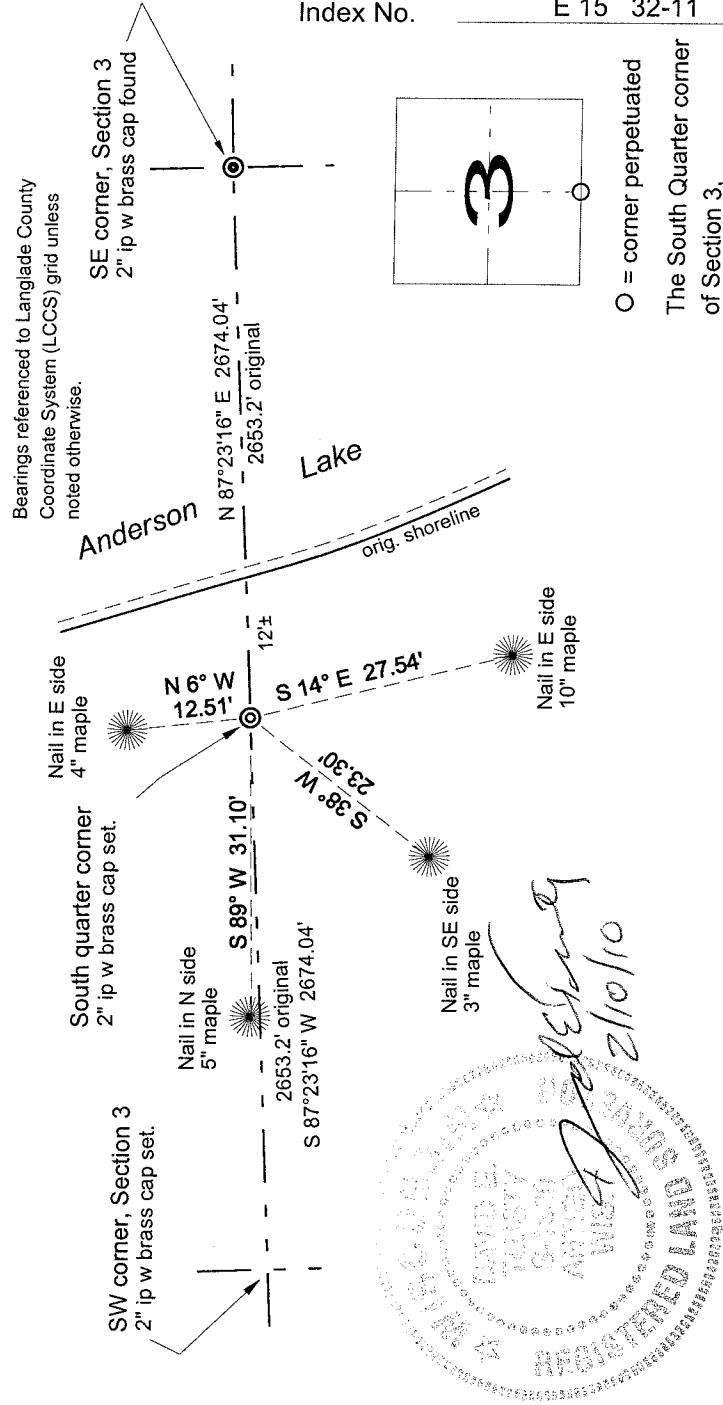 Index No. E 15 32-11
Bearings referenced to Langlade County
Coordinate System (LCCS) grid unless
noted otherwise.
SE corner, Section 3
2" ip w brass cap found
N 87°23'16" E 2674.04'
2653.2' original
Anderson Lake
orig. shoreline
12'±
Nail in E side
4" maple
N 6° W
12.51'
S 14° E 27.54'
Nail in E side
10" maple
South quarter corner
2" ip w brass cap set.
S 89° W 31.10'
S 38° W
23.30'
Nail in N side
5" maple
Nail in SE side
3" maple
2653.2' original
S 87°23'16" W 2674.04'
SW corner, Section 3
2" ip w brass cap set.
3
O = corner perpetuated
The South Quarter corner
of Section 3,
2/10/10
DAVID E.
ANTIGO
WIS.
REGISTERED LAND